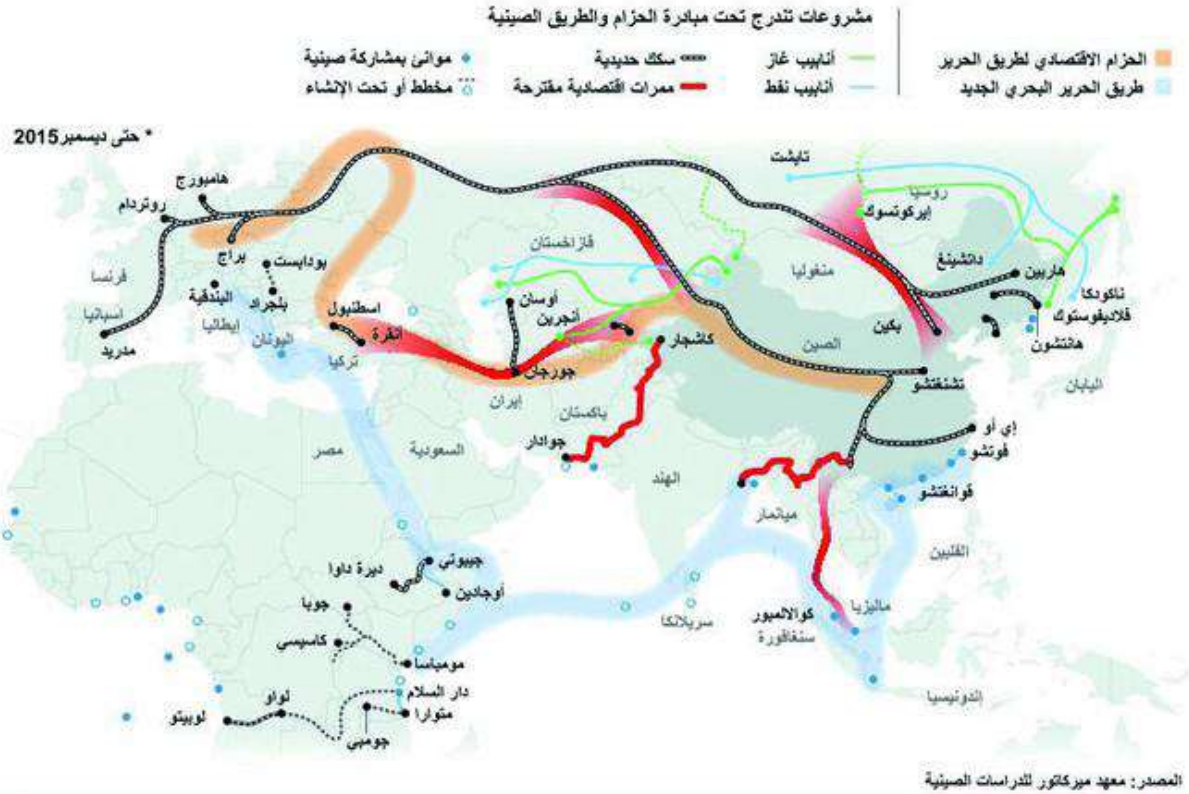 مشروعات تندرج تحت مبادرة الحزام والطريق الصينية
الحزام الاقتصادي لطريق الحرير
طريق الحرير البحري الجديد
أنابيب غاز
أنابيب نفط
سكك حديدية
ممرات اقتصادية مقترحة
موانئ بمشاركة صينية
مخطط أو تحت الإنشاء
* حتى ديسمبر 2015
تايشت
روسيا
إيركوتسوك
هامبورج
روتردام
براج
فرنسا
بودابست
بلجراد
البندقية
إيطاليا
اسبانيا
مدريد
اليونان
اسطنبول
أنقرة
تركيا
قازاخستان
أوسان
أنجرين
جورجان
إيران
كاشجار
باكستان
جوادار
منغوليا
داتشينغ
هاربين
ناكودكا
فلاديفوستوك
هانتشون
بكين
الصين
تشنغتشو
اليابان
إي أو
فوتشو
قوانغتشو
مصر
السعودية
الهند
ميانمار
الفلبين
جيبوتي
ديرة داوا
أوجادين
جوبا
كاسيسي
مومباسا
دار السلام
متوارا
جومبي
لواو
لوبيتو
سريلانكا
كوالالمبور
سنغافورة
ماليزيا
إندونيسيا
المصدر: معهد ميركاتور للدراسات الصينية